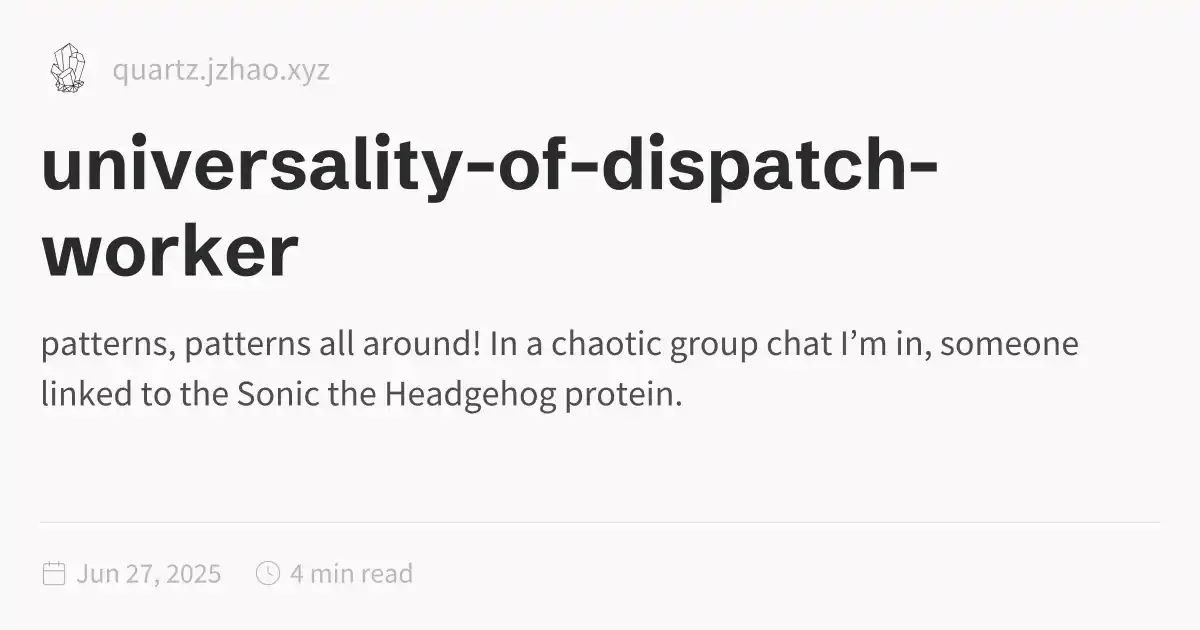 quartz.jzhao.xyz
universality-of-dispatch-
worker
patterns, patterns all around! In a chaotic group chat I’m in, someone
linked to the Sonic the Headgehog protein.
Jun 27, 2025 4 min read